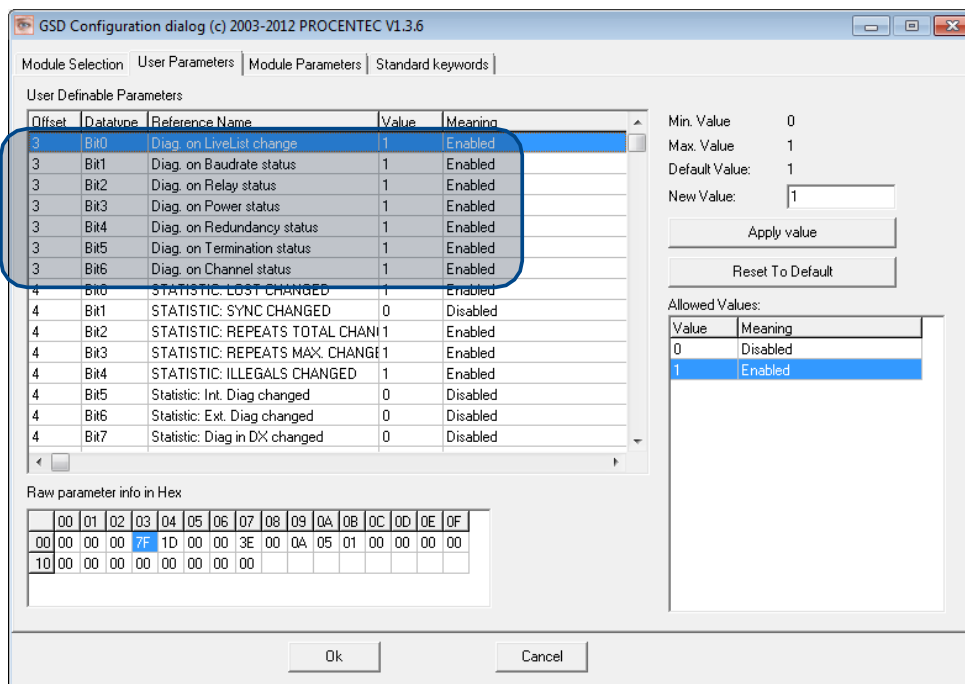 GSD Configuration dialog (c) 2003-2012 PROCENTEC V1.3.6
Module Selection User Parameters Module Parameters Standard keywords
User Definable Parameters
Offset Datatype Reference Name Value Meaning
3 Bit0 Diag. on LiveList change 1 Enabled
3 Bit1 Diag. on Baudrate status 1 Enabled
3 Bit2 Diag. on Relay status 1 Enabled
3 Bit3 Diag. on Power status 1 Enabled
3 Bit4 Diag. on Redundancy status 1 Enabled
3 Bit5 Diag. on Termination status 1 Enabled
3 Bit6 Diag. on Channel status 1 Enabled
4 Bit0 STATISTIC: LOST CHANGED 1 Enabled
4 Bit1 STATISTIC: SYNC CHANGED 0 Disabled
4 Bit2 STATISTIC: REPEATS TOTAL CHAN 1 Enabled
4 Bit3 STATISTIC: REPEATS MAX. CHANGE 1 Enabled
4 Bit4 STATISTIC: ILLEGALS CHANGED 1 Enabled
4 Bit5 Statistic: Int. Diag changed 0 Disabled
4 Bit6 Statistic: Ext. Diag changed 0 Disabled
4 Bit7 Statistic: Diag in DX changed 0 Disabled
Raw parameter info in Hex
00 01 02 03 04 05 06 07 08 09 0A 0B 0C 0D 0E 0F
00 00 00 00 7F 1D 00 00 3E 00 0A 05 01 00 00 00 00
10 00 00 00 00 00 00 00 00
Min. Value 0
Max. Value 1
Default Value: 1
New Value: 1
Apply value
Reset To Default
Allowed Values:
Value Meaning
0 Disabled
1 Enabled
Ok Cancel